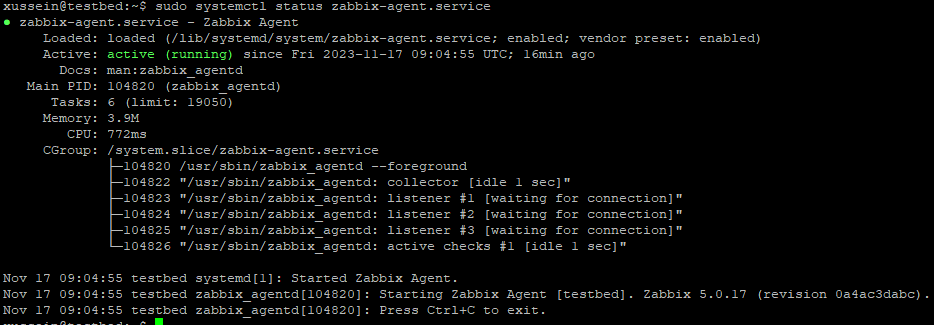 xussein@testbed:~$ sudo systemctl status zabbix-agent.service
● zabbix-agent.service - Zabbix Agent
     Loaded: loaded (/lib/systemd/system/zabbix-agent.service; enabled; vendor preset: enabled)
     Active: active (running) since Fri 2023-11-17 09:04:55 UTC; 16min ago
       Docs: man:zabbix_agentd
   Main PID: 104820 (zabbix_agentd)
      Tasks: 6 (limit: 19050)
     Memory: 3.9M
        CPU: 772ms
     CGroup: /system.slice/zabbix-agent.service
             ├─104820 /usr/sbin/zabbix_agentd --foreground
             ├─104822 "/usr/sbin/zabbix_agentd: collector [idle 1 sec]"
             ├─104823 "/usr/sbin/zabbix_agentd: listener #1 [waiting for connection]"
             ├─104824 "/usr/sbin/zabbix_agentd: listener #2 [waiting for connection]"
             ├─104825 "/usr/sbin/zabbix_agentd: listener #3 [waiting for connection]"
             └─104826 "/usr/sbin/zabbix_agentd: active checks #1 [idle 1 sec]"

Nov 17 09:04:55 testbed systemd[1]: Started Zabbix Agent.
Nov 17 09:04:55 testbed zabbix_agentd[104820]: Starting Zabbix Agent [testbed]. Zabbix 5.0.17 (revision 0a4ac3dabc).
Nov 17 09:04:55 testbed zabbix_agentd[104820]: Press Ctrl+C to exit.
xussein@testbed:~$